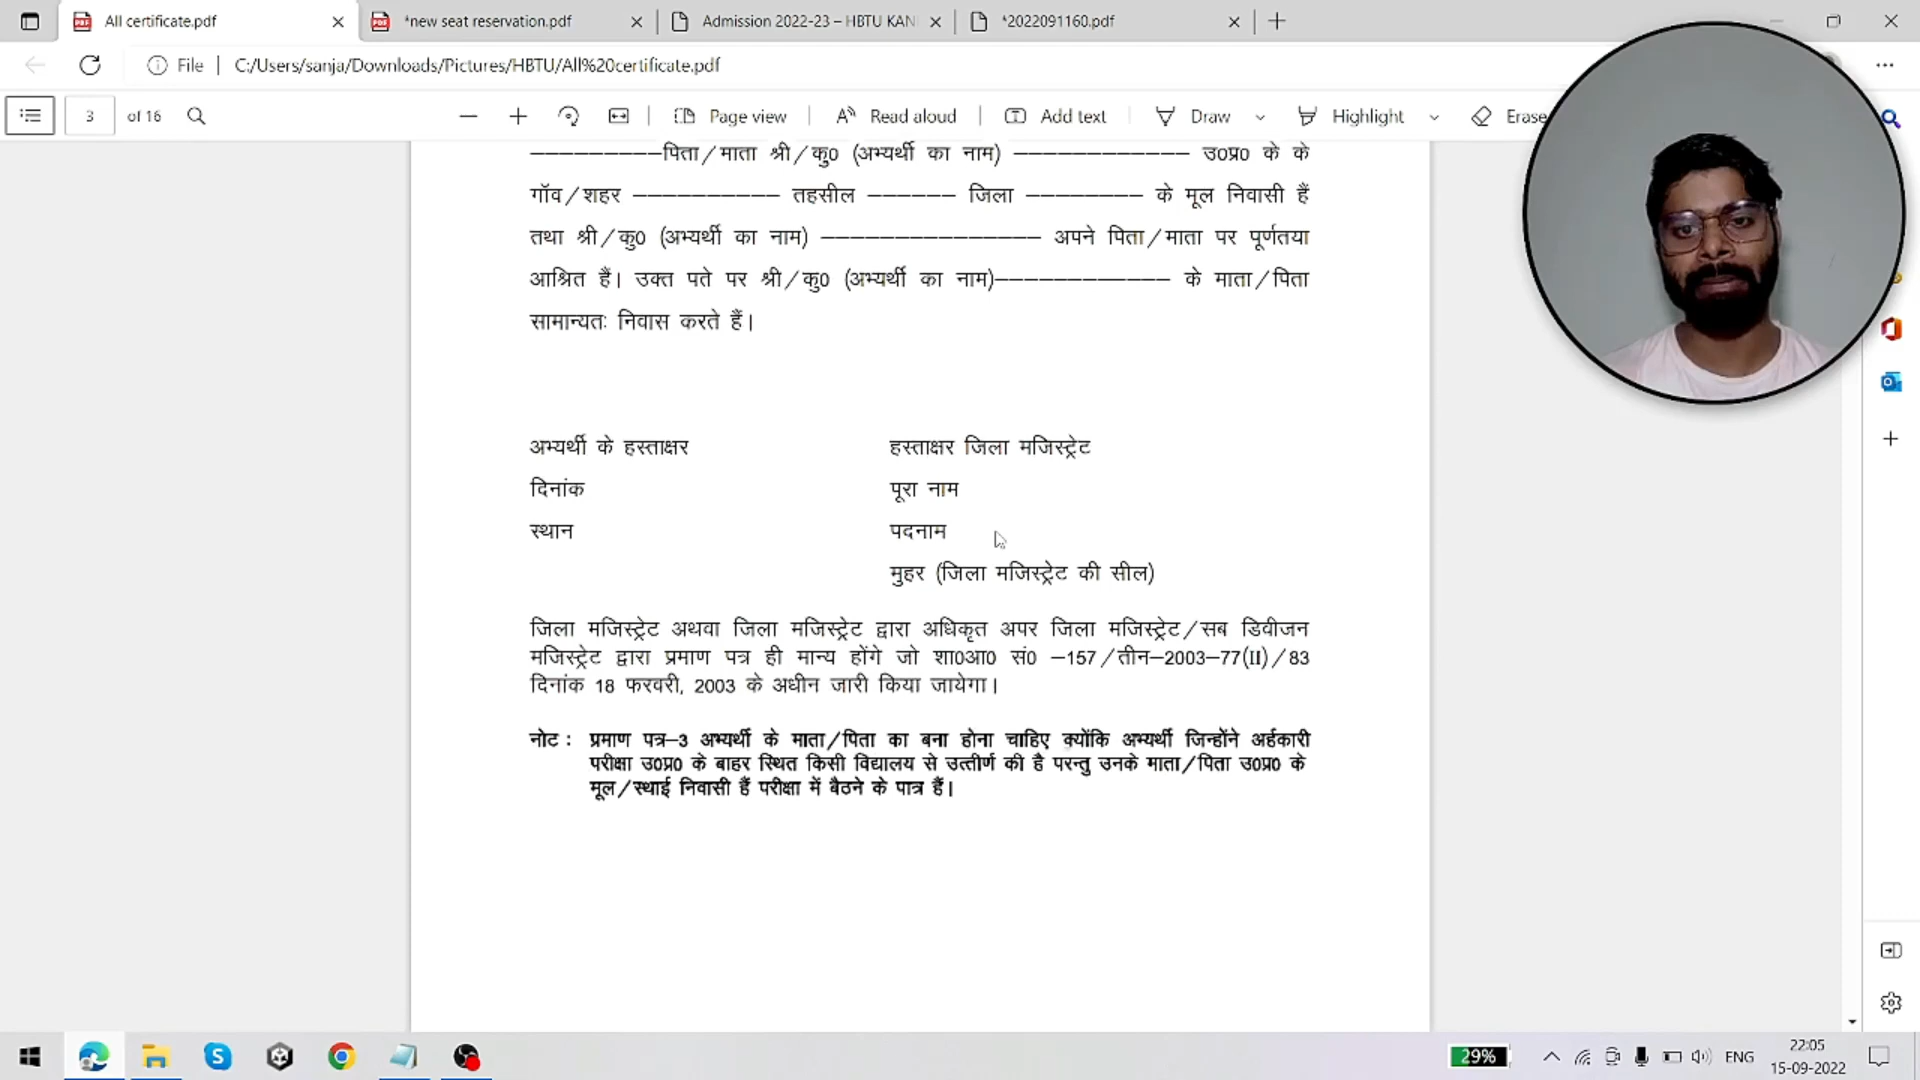 All certificate.pdf
*new seat reservation.pdf
Admission 2022-23 – HBTU KAN
*2022091160.pdf
File
C:/Users/sanja/Downloads/Pictures/HBTU/All%20certificate.pdf
3 of 16
Page view
Read aloud
Add text
Draw
Highlight
Erase
—————————पिता/माता श्री/कु0 (अभ्यर्थी का नाम) ———————————— उ0प्र0 के के
गॉव/शहर —————————— तहसील —————— जिला ———————— के मूल निवासी हैं
तथा श्री/कु0 (अभ्यर्थी का नाम) ——————————————— अपने पिता/माता पर पूर्णतया
आश्रित हैं। उक्त पते पर श्री/कु0 (अभ्यर्थी का नाम)———————————— के माता/पिता
सामान्यतः निवास करते हैं।
अभ्यर्थी के हस्ताक्षर हस्ताक्षर जिला मजिस्ट्रेट
दिनांक पूरा नाम
स्थान पदनाम
मुहर (जिला मजिस्ट्रेट की सील)
जिला मजिस्ट्रेट अथवा जिला मजिस्ट्रेट द्वारा अधिकृत अपर जिला मजिस्ट्रेट/सब डिवीजन
मजिस्ट्रेट द्वारा प्रमाण पत्र ही मान्य होंगे जो शा0आ0 सं0 –157/तीन–2003–77(II)/83
दिनांक 18 फरवरी, 2003 के अधीन जारी किया जायेगा।
नोट : प्रमाण पत्र–3 अभ्यर्थी के माता/पिता का बना होना चाहिए क्योंकि अभ्यर्थी जिन्होंने अर्हकारी
परीक्षा उ0प्र0 के बाहर स्थित किसी विद्यालय से उत्तीर्ण की है परन्तु उनके माता/पिता उ0प्र0 के
मूल/स्थाई निवासी हैं परीक्षा में बैठने के पात्र हैं।
29%
ENG
22:05
15-09-2022